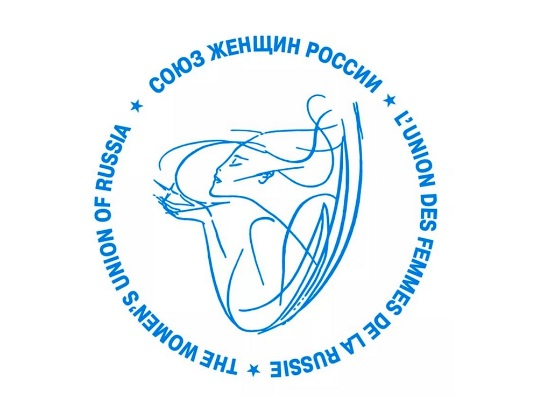 СОЮЗ ЖЕНЩИН РОССИИ
L'UNION DES FEMMES DE LA RUSSIE
THE WOMEN'S UNION OF RUSSIA